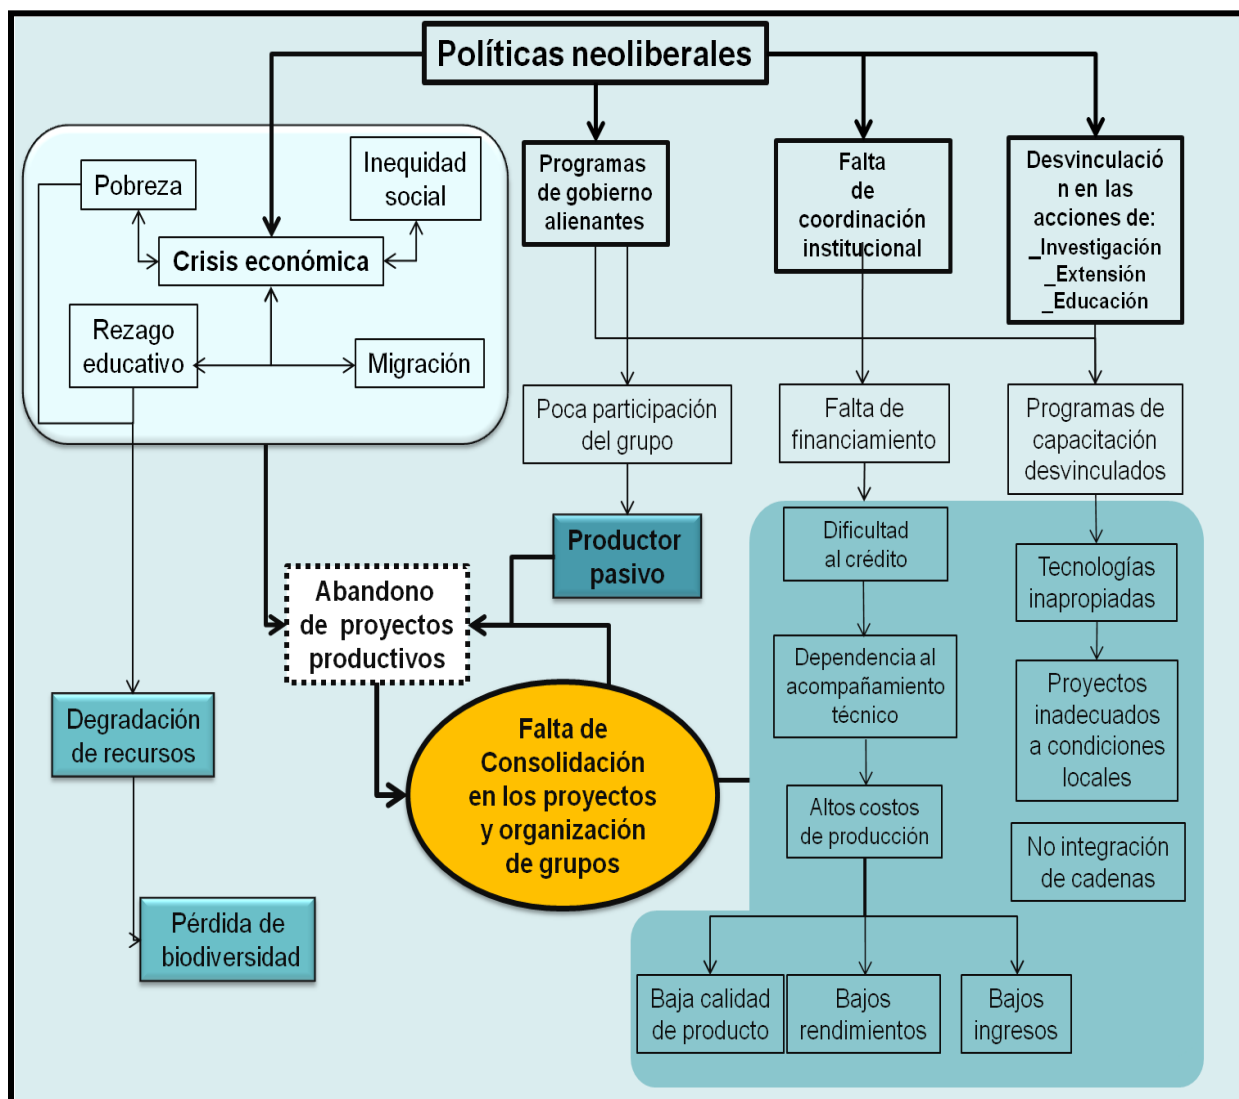 Políticas neoliberales
Pobreza
Inequidad
social
Crisis económica
Rezago
educativo
Migración
Programas
de gobierno
alienantes
Falta
de
coordinación
institucional
Desvinculació
n en las
acciones de:
_Investigación
_Extensión
_Educación
Poca participación
del grupo
Falta de
financiamiento
Programas de
capacitación
desvinculados
Productor
pasivo
Dificultad
al crédito
Tecnologías
inapropiadas
Abandono
de proyectos
productivos
Dependencia al
acompañamiento
técnico
Proyectos
inadecuados
a condiciones
locales
Degradación
de recursos
Falta de
Consolidación
en los proyectos
y organización
de grupos
Altos costos
de producción
No integración
de cadenas
Pérdida de
biodiversidad
Baja calidad
de producto
Bajos
rendimientos
Bajos
ingresos